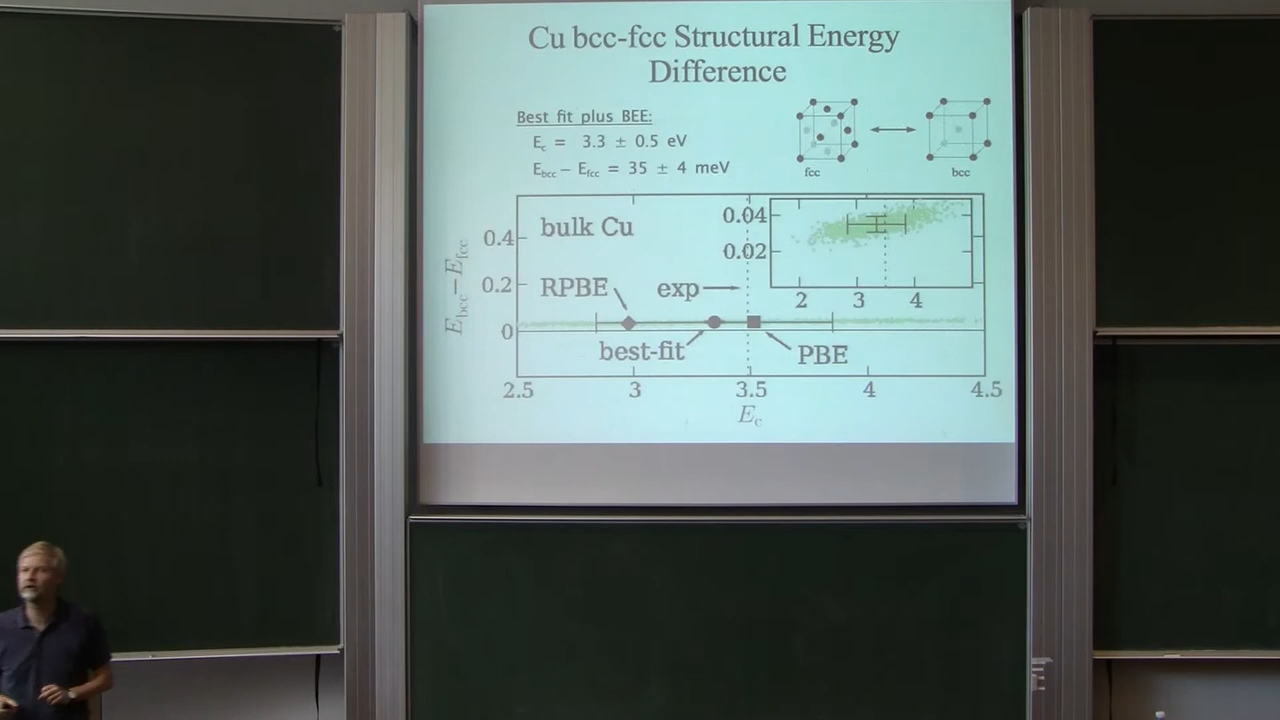 Cu bcc-fcc Structural Energy
Difference
Best fit plus BEE:
Ec = 3.3 ± 0.5 eV
Ebcc – Efcc = 35 ± 4 meV
fcc
bcc
bulk Cu
0.04
0.02
2 3 4
0.4
0.2
0
Ebcc−Efcc
RPBE
exp
best-fit
PBE
2.5 3 3.5 4 4.5
Ec